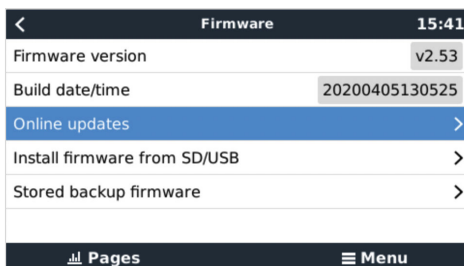 Firmware 15:41
Firmware version v2.53
Build date/time 20200405130525
Online updates
Install firmware from SD/USB
Stored backup firmware
Pages Menu